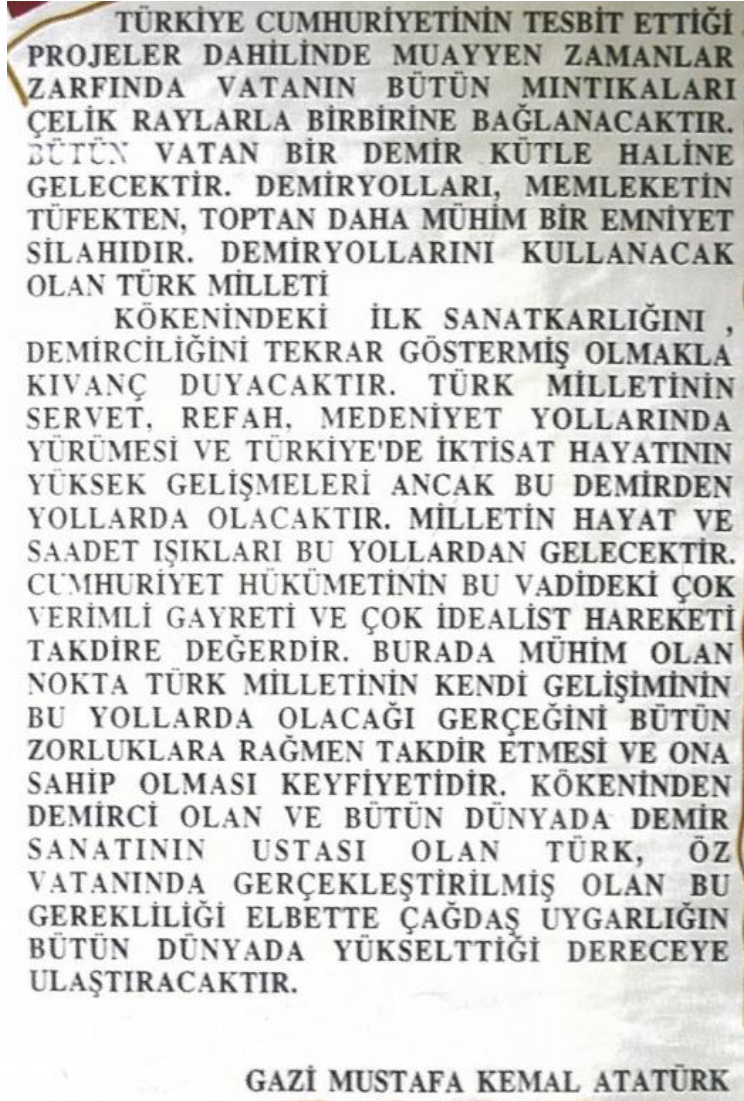 TÜRKİYE CUMHURİYETİNİN TESBİT ETTİĞİ
PROJELER DAHİLİNDE MUAYYEN ZAMANLAR
ZARFINDA VATANIN BÜTÜN MINTIKALARI
ÇELİK RAYLARLA BİRBİRİNE BAĞLANACAKTIR.
BÜTÜN VATAN BİR DEMİR KÜTLE HALİNE
GELECEKTİR. DEMİRYOLLARI, MEMLEKETİN
TÜFEKTEN, TOPTAN DAHA MÜHİM BİR EMNİYET
SİLAHIDIR. DEMİRYOLLARINI KULLANACAK
OLAN TÜRK MİLLETİ
KÖKENİNDEKİ İLK SANATKARLIĞINI ,
DEMİRCİLİĞİNİ TEKRAR GÖSTERMİŞ OLMAKLA
KIVANÇ DUYACAKTIR. TÜRK MİLLETİNİN
SERVET, REFAH, MEDENİYET YOLLARINDA
YÜRÜMESİ VE TÜRKİYE'DE İKTİSAT HAYATININ
YÜKSEK GELİŞMELERİ ANCAK BU DEMİRDEN
YOLLARDA OLACAKTIR. MİLLETİN HAYAT VE
SAADET IŞIKLARI BU YOLLARDAN GELECEKTİR.
CUMHURİYET HÜKÜMETİNİN BU VADİDEKİ ÇOK
VERİMLİ GAYRETİ VE ÇOK İDEALİST HAREKETİ
TAKDİRE DEĞERDİR. BURADA MÜHİM OLAN
NOKTA TÜRK MİLLETİNİN KENDİ GELİŞİMİNİN
BU YOLLARDA OLACAĞI GERÇEĞİNİ BÜTÜN
ZORLUKLARA RAĞMEN TAKDİR ETMESİ VE ONA
SAHİP OLMASI KEYFİYETİDİR. KÖKENİNDEN
DEMİRCİ OLAN VE BÜTÜN DÜNYADA DEMİR
SANATININ USTASI OLAN TÜRK, ÖZ
VATANINDA GERÇEKLEŞTİRİLMİŞ OLAN BU
GEREKLİLİĞİ ELBETTE ÇAĞDAŞ UYGARLIĞIN
BÜTÜN DÜNYADA YÜKSELTTİĞİ DERECEYE
ULAŞTIRACAKTIR.
GAZİ MUSTAFA KEMAL ATATÜRK